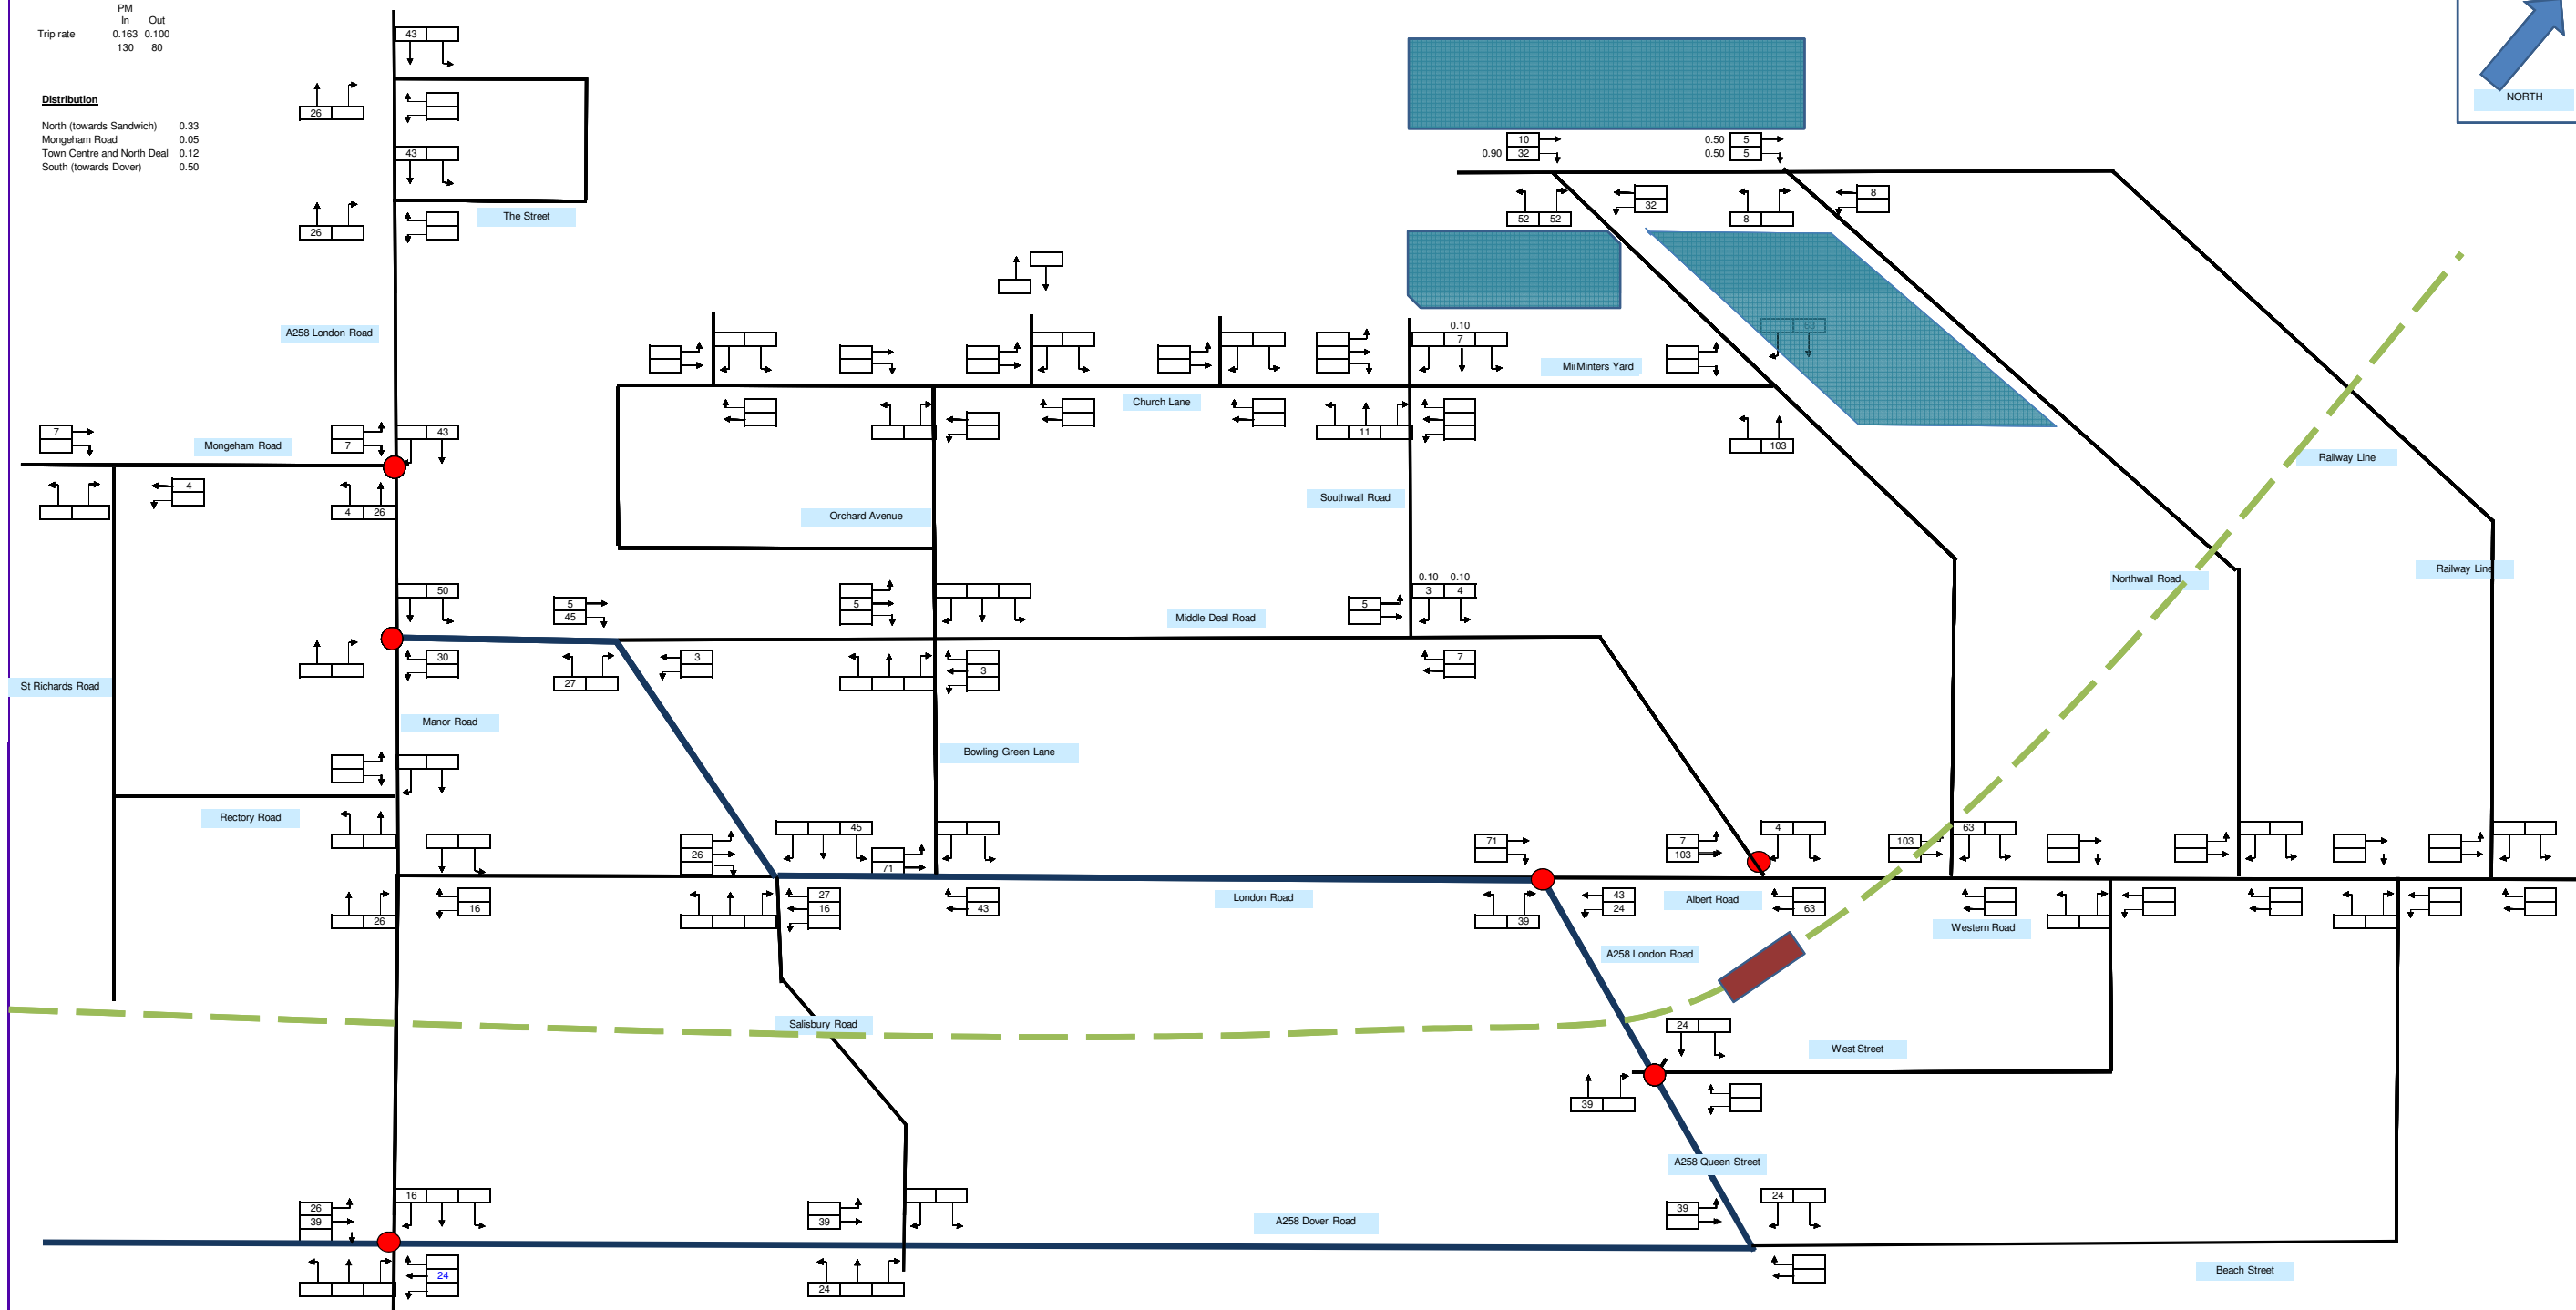 PM
In Out
Trip rate 0.163 0.100
130 80
43
Distribution
North (towards Sandwich) 0.33
Mongeham Road 0.05
Town Centre and North Deal 0.12
South (towards Dover) 0.50
26
43
26
The Street
NORTH
10
0.90 32
0.50 5
0.50 5
52 52
32
8
8
A258 London Road
0.10
7
Minters Yard
63
Church Lane
11
103
7
Mongeham Road
7
43
4
4 26
Orchard Avenue
Southwall Road
Railway Line
Railway Line
Northwall Road
50
5
45
5
Middle Deal Road
5
0.10 0.10
3 4
30
27
3
3
7
St Richards Road
Manor Road
Bowling Green Lane
Rectory Road
26
45
71
71
7
103
4
103
63
26
16
27
16
43
London Road
39
43
24
Albert Road
63
Western Road
A258 London Road
Salisbury Road
24
West Street
39
A258 Queen Street
26
39
16
39
A258 Dover Road
39
24
24
24
Beach Street